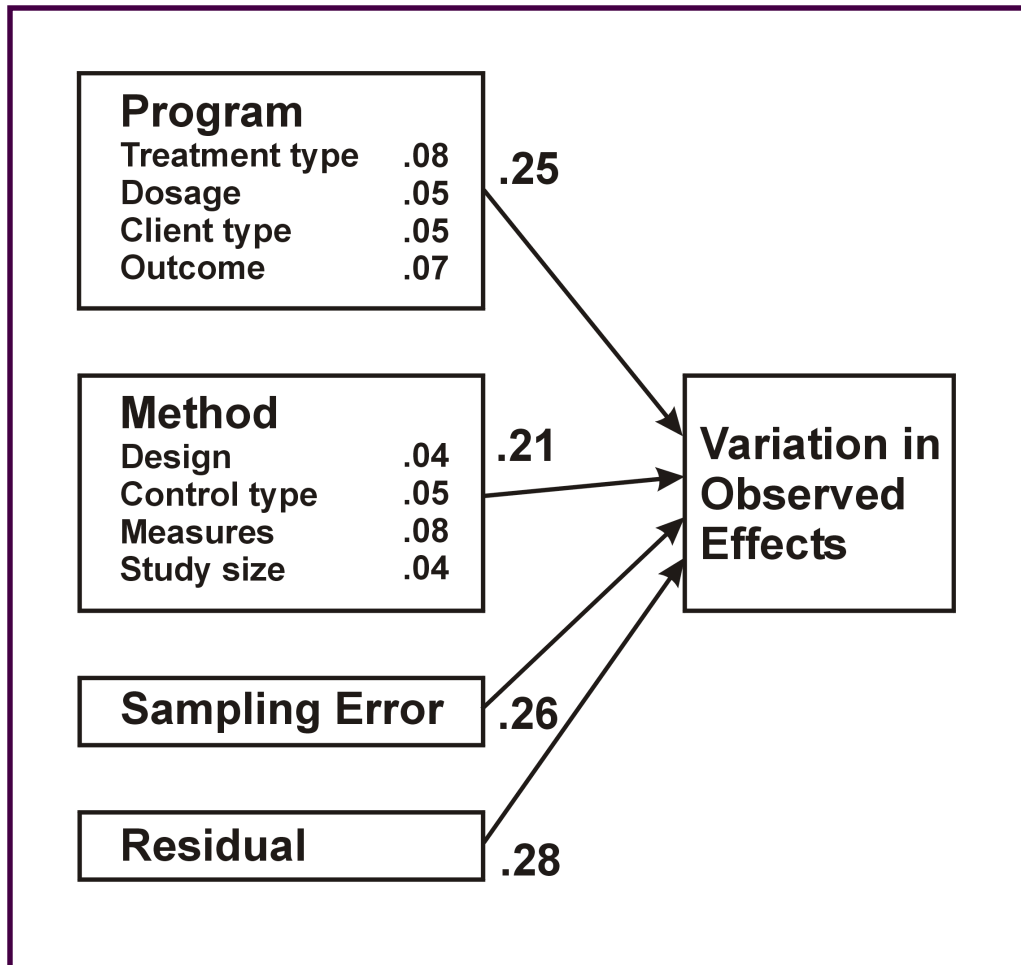 Program
Treatment type .08
Dosage .05
Client type .05
Outcome .07
.25
Method
Design .04
Control type .05
Measures .08
Study size .04
.21
Sampling Error
.26
Residual
.28
Variation in
Observed
Effects